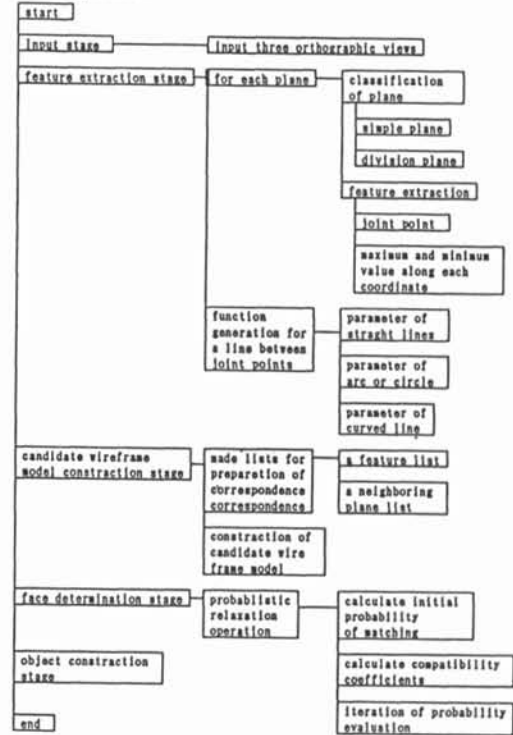 start
input stage
input three orthographic views
feature extraction stage
for each plane
classification
of plane
simple plane
division plane
feature extraction
joint point
maximum and minimum
value along each
coordinate
function
generation for
a line between
joint points
parameter of
straght lines
parameter of
arc or circle
parameter of
curved line
candidate wireframe
model constraction stage
made lists for
preparetion of
correspondence
correspondence
a feature list
a neighboring
plane list
constraction of
candidate wire
frame model
face determination stage
probablistic
relaxation
operation
calculate initial
probability
of matching
calculate compatibility
coefficients
iteration of probability
evaluation
object constraction
stage
end